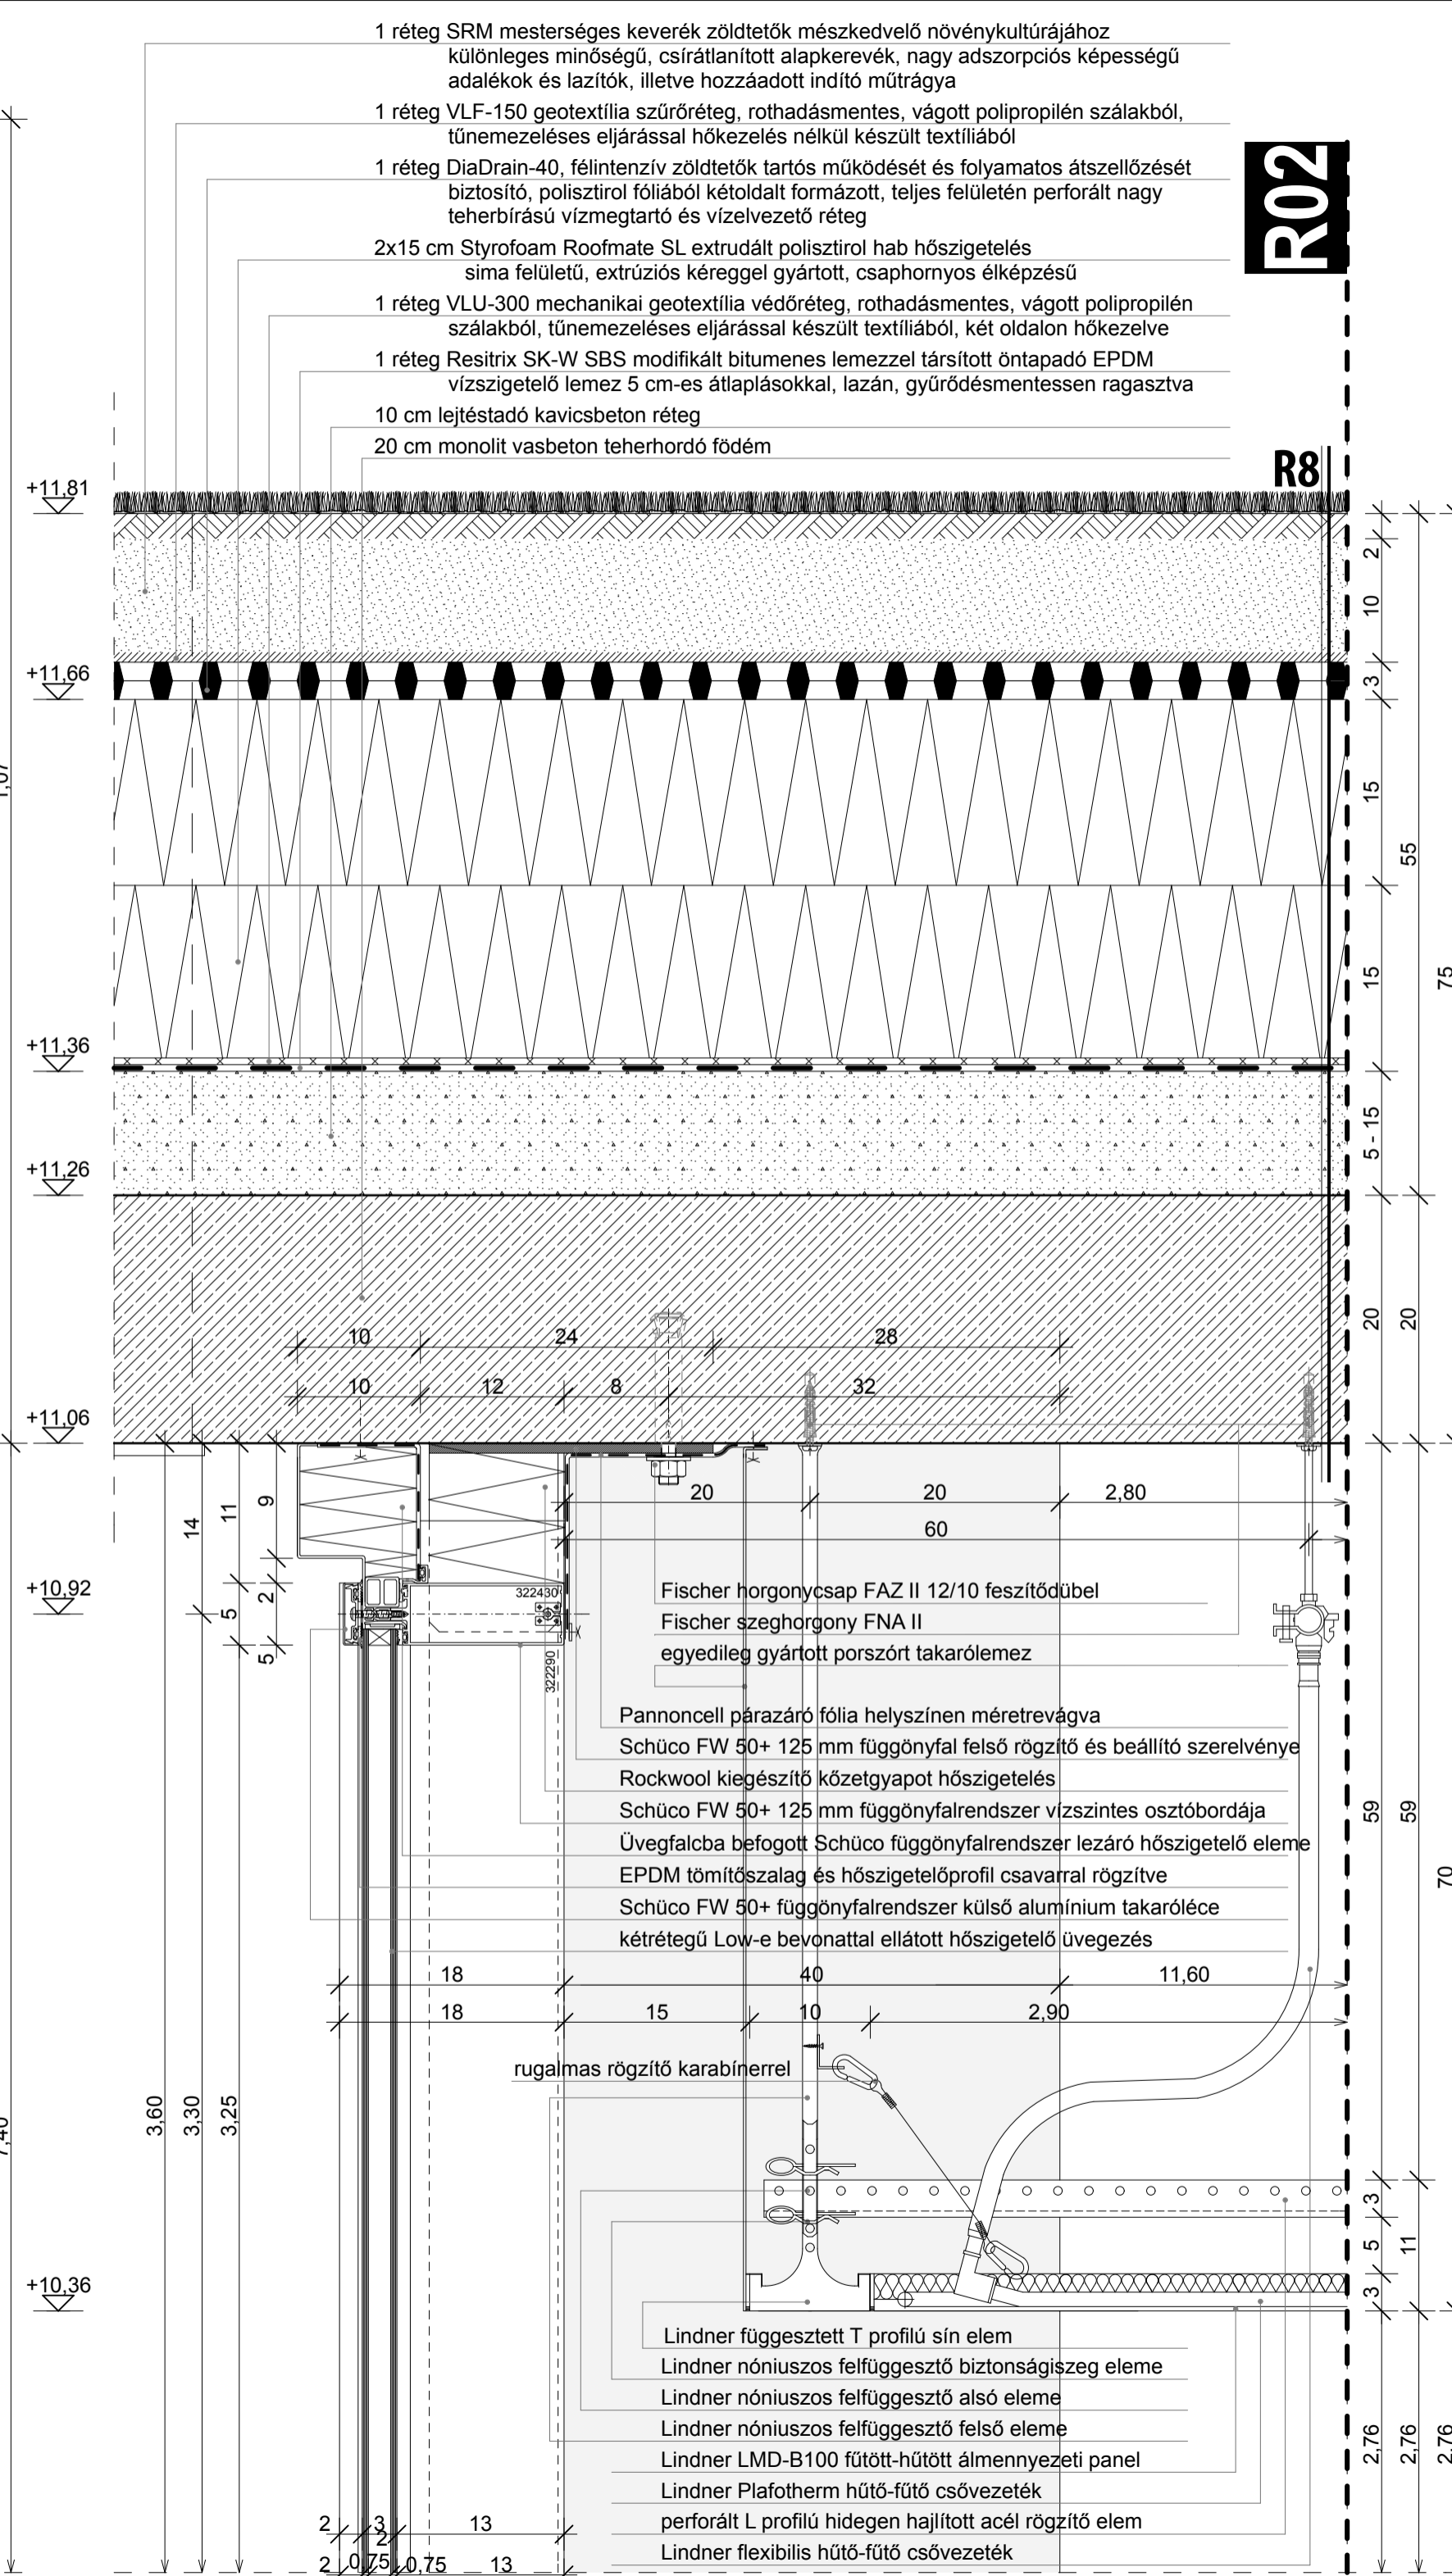 1 réteg SRM mesterséges keverék zöldtetők mészkedvelő növénykultúrájához
különleges minőségű, csírátlanított alapkerevék, nagy adszorpciós képességű
adalékok és lazítók, illetve hozzáadott indító műtrágya
1 réteg VLF-150 geotextília szűrőréteg, rothadásmentes, vágott polipropilén szálakból,
tűnemezeléses eljárással hőkezelés nélkül készült textíliából
1 réteg DiaDrain-40, félintenzív zöldtetők tartós működését és folyamatos átszellőzését
biztosító, polisztirol fóliából kétoldalt formázott, teljes felületén perforált nagy
teherbírású vízmegtartó és vízelvezető réteg
2x15 cm Styrofoam Roofmate SL extrudált polisztirol hab hőszigetelés
sima felületű, extrúziós kéreggel gyártott, csaphornyos élképzésű
1 réteg VLU-300 mechanikai geotextília védőréteg, rothadásmentes, vágott polipropilén
szálakból, tűnemezeléses eljárással készült textíliából, két oldalon hőkezelve
1 réteg Resitrix SK-W SBS modifikált bitumenes lemezzel társított öntapadó EPDM
vízszigetelő lemez 5 cm-es átlaplásokkal, lazán, gyűrődésmentessen ragasztva
10 cm lejtéstadó kavicsbeton réteg
20 cm monolit vasbeton teherhordó födém
R02
R8
+11,81
2
10
+11,66
3
15
55
15
75
+11,36
5 - 15
+11,26
20
20
10 24 28
10 12 8 32
+11,06
20 20 2,80
60
9
11
14
+10,92
2
5
5
322430
322290
Fischer horgonycsap FAZ II 12/10 feszítődübel
Fischer szeghorgony FNA II
egyedileg gyártott porszórt takarólemez
Pannoncell párazáró fólia helyszínen méretrevágva
Schüco FW 50+ 125 mm függönyfal felső rögzítő és beállító szerelvénye
Rockwool kiegészítő kőzetgyapot hőszigetelés
Schüco FW 50+ 125 mm függönyfalrendszer vízszintes osztóbordája
Üvegfalcba befogott Schüco függönyfalrendszer lezáró hőszigetelő eleme
EPDM tömítőszalag és hőszigetelőprofil csavarral rögzítve
Schüco FW 50+ függönyfalrendszer külső alumínium takaróléce
kétrétegű Low-e bevonattal ellátott hőszigetelő üvegezés
59
59
70
18 40 11,60
18 15 10 2,90
rugalmas rögzítő karabínerrel
3,60
3,30
3,25
3
5
11
3
+10,36
Lindner függesztett T profilú sín elem
Lindner nóniuszos felfüggesztő biztonságiszeg eleme
Lindner nóniuszos felfüggesztő alsó eleme
Lindner nóniuszos felfüggesztő felső eleme
Lindner LMD-B100 fűtött-hűtött álmennyezeti panel
Lindner Plafotherm hűtő-fűtő csővezeték
perforált L profilú hidegen hajlított acél rögzítő elem
Lindner flexibilis hűtő-fűtő csővezeték
2,76
2,76
2,76
2 3 13
2
2 0,75 0,75 13